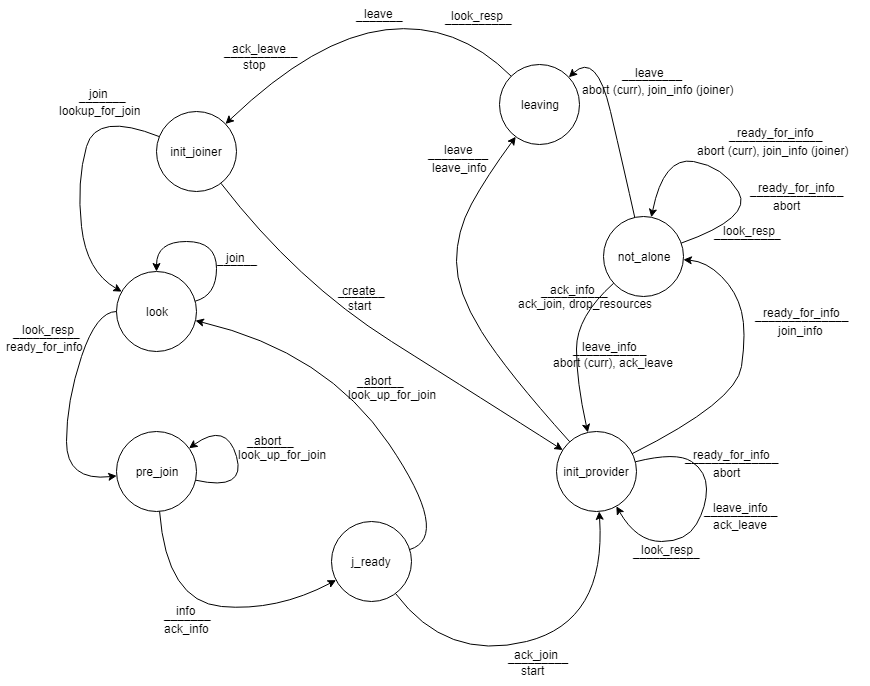 leave
look_resp
ack_leave
stop
leave
abort (curr), join_info (joiner)
leaving
join
lookup_for_join
init_joiner
ready_for_info
abort (curr), join_info (joiner)
leave
leave_info
ready_for_info
abort
look_resp
not_alone
join
create
start
ack_info
ack_join, drop_resources
look
ready_for_info
join_info
look_resp
ready_for_info
leave_info
abort (curr), ack_leave
abort
look_up_for_join
abort
look_up_for_join
pre_join
init_provider
ready_for_info
abort
leave_info
ack_leave
look_resp
j_ready
info
ack_info
ack_join
start